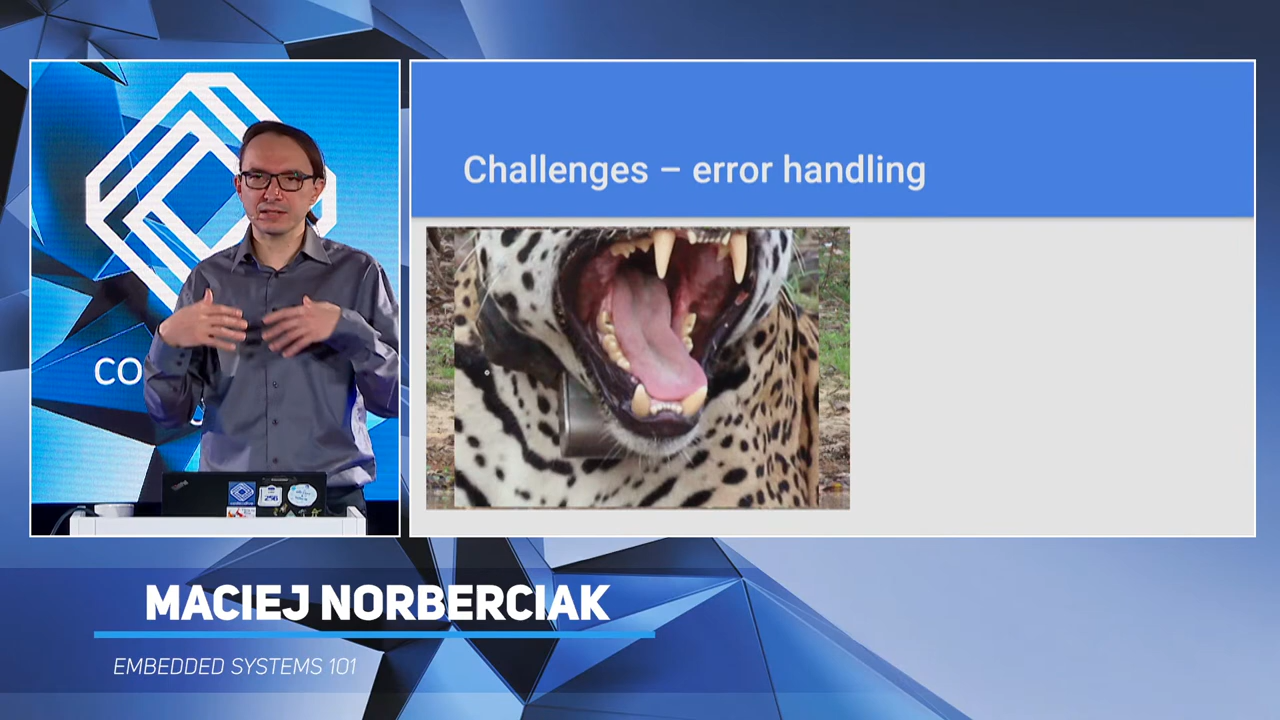 Challenges – error handling
CO
MACIEJ NORBERCIAK
EMBEDDED SYSTEMS 101